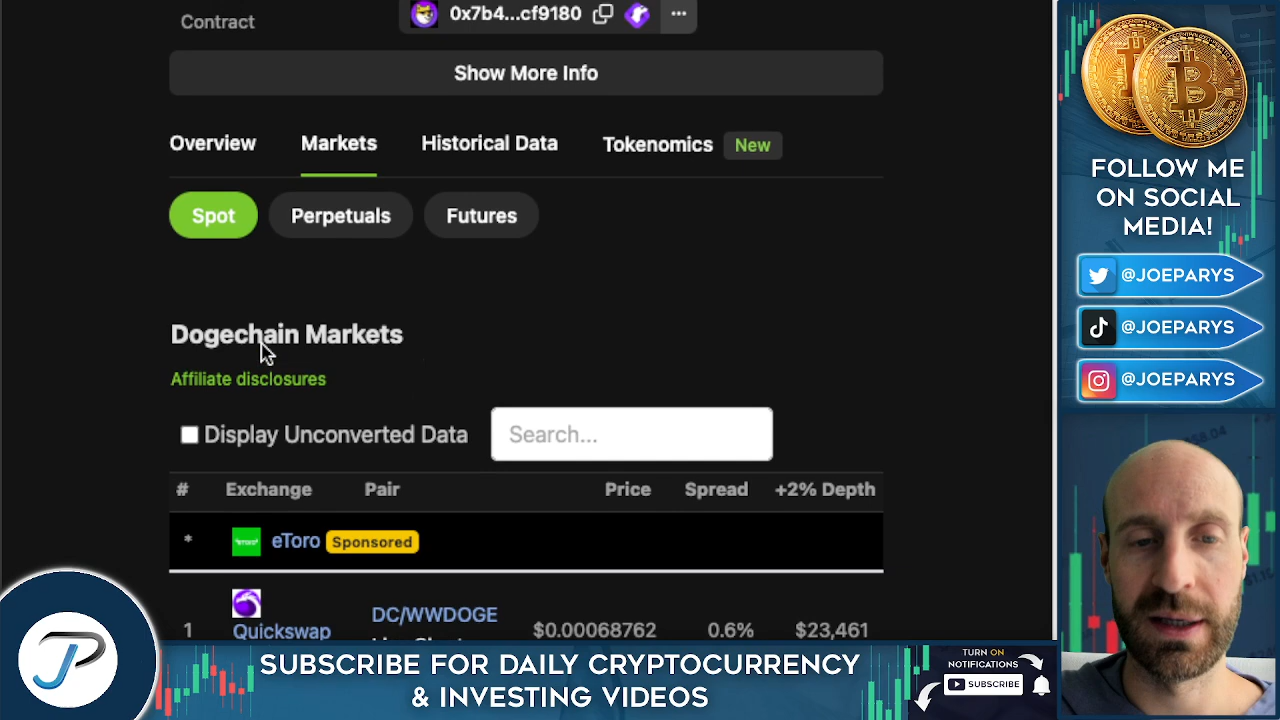 Contract
0x7b4...cf9180
Show More Info
Overview Markets Historical Data Tokenomics New
Spot Perpetuals Futures
Dogechain Markets
Affiliate disclosures
Display Unconverted Data Search...
# Exchange Pair Price Spread +2% Depth
* eToro Sponsored
1 Quickswap DC/WWDOGE $0.00068762 0.6% $23,461
FOLLOW ME
ON SOCIAL
MEDIA!
@JOEPARYS
@JOEPARYS
@JOEPARYS
SUBSCRIBE FOR DAILY CRYPTOCURRENCY
& INVESTING VIDEOS
TURN ON
NOTIFICATIONS
SUBSCRIBE
JP